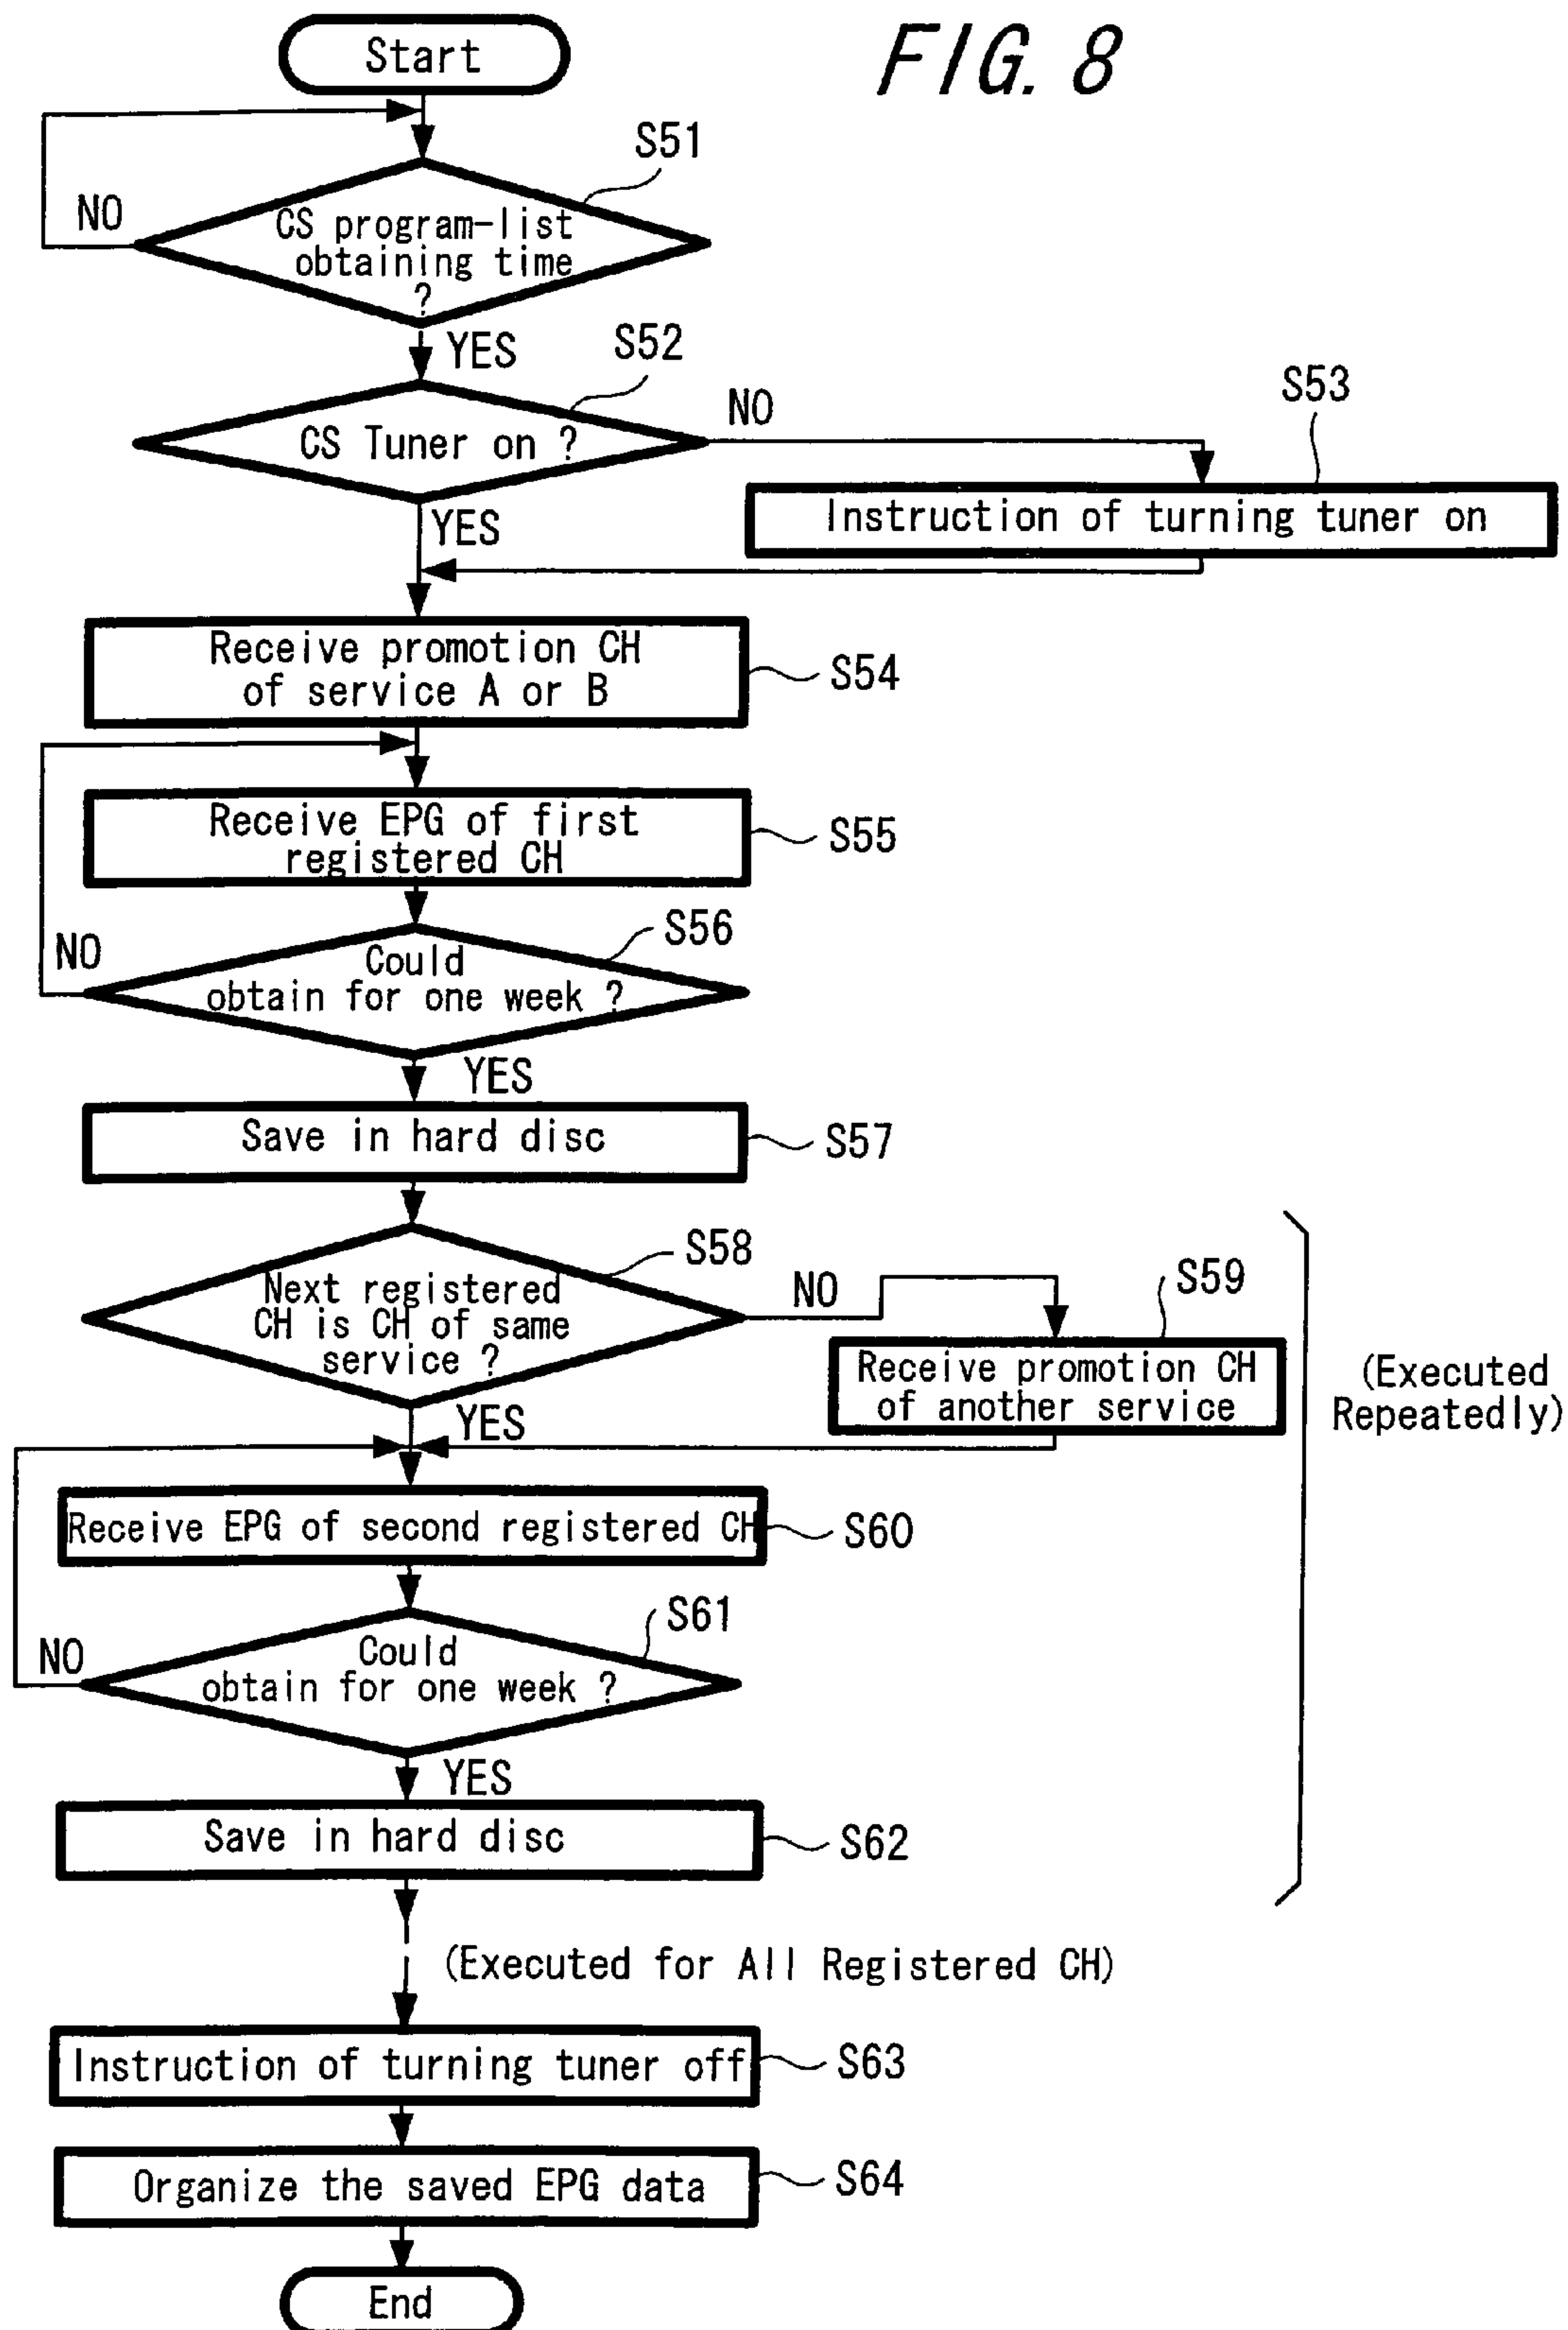 FIG. 8
Start
S51
NO
CS program-list
obtaining time
?
YES
S52
CS Tuner on ?
NO
S53
Instruction of turning tuner on
YES
Receive promotion CH
of service A or B
S54
Receive EPG of first
registered CH
S55
S56
NO
Could
obtain for one week ?
YES
Save in hard disc
S57
S58
Next registered
CH is CH of same
service ?
NO
S59
Receive promotion CH
of another service
(Executed
Repeatedly)
YES
Receive EPG of second registered CH
S60
S61
NO
Could
obtain for one week ?
YES
Save in hard disc
S62
(Executed for All Registered CH)
Instruction of turning tuner off
S63
Organize the saved EPG data
S64
End